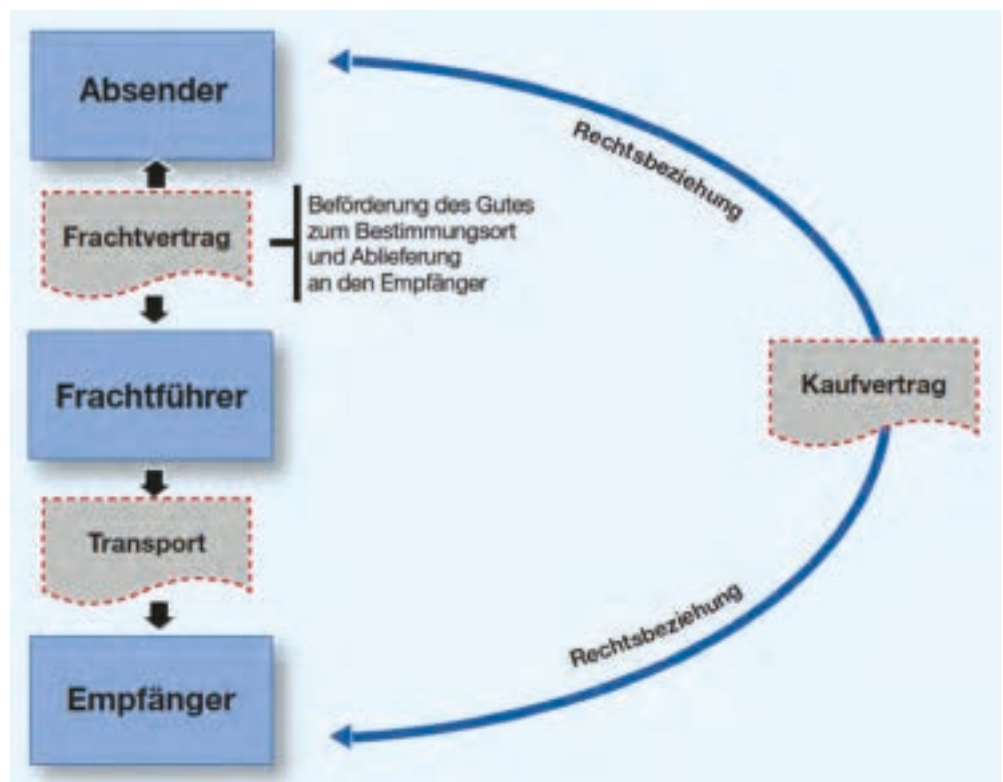 Absender
Rechtsbeziehung
Frachtvertrag
Beförderung des Gutes
zum Bestimmungsort
und Ablieferung
an den Empfänger
Frachtführer
Kaufvertrag
Transport
Rechtsbeziehung
Empfänger